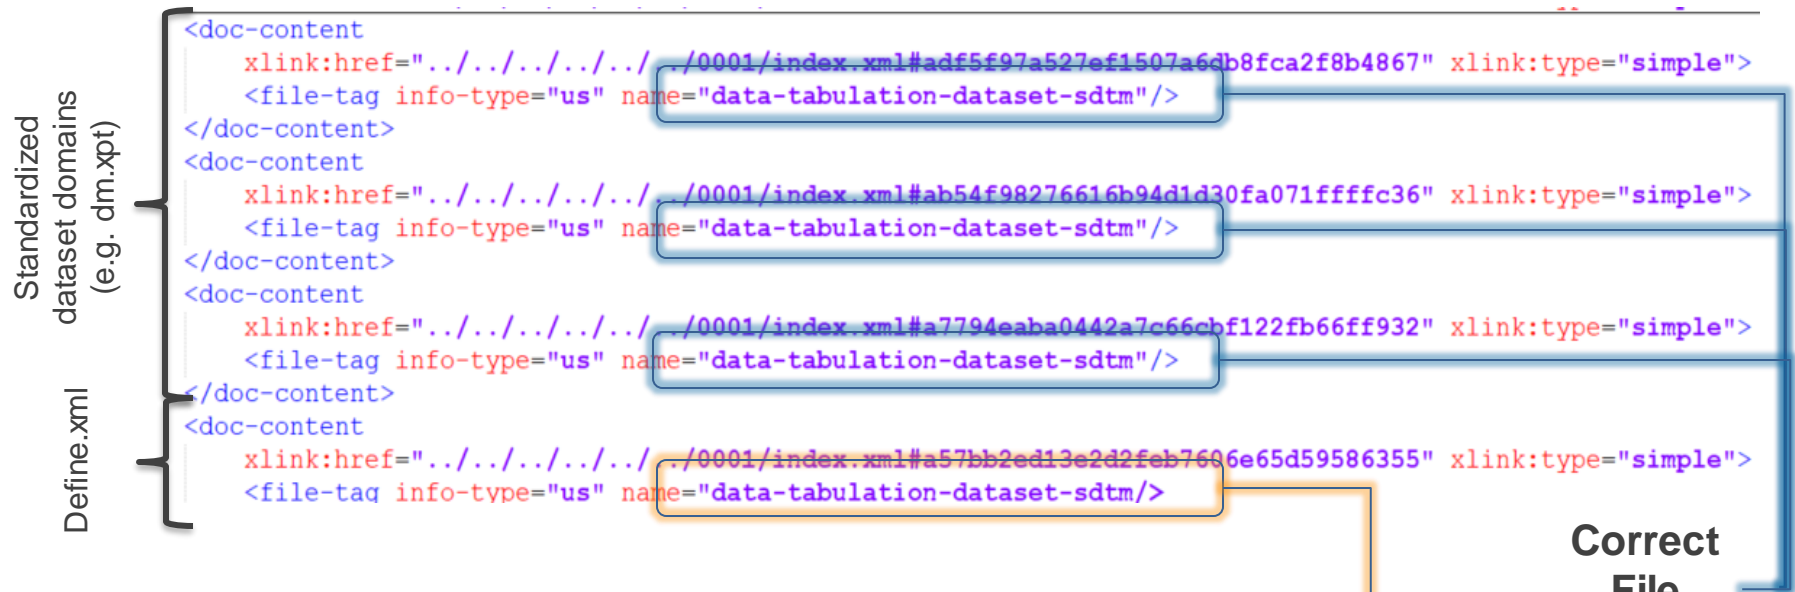 Standardized
dataset domains
(e.g. dm.xpt)
<doc-content
xlink:href="../../../../../../0001/index.xml#adf5f97a527ef1507a6db8fca2f8b4867" xlink:type="simple">
<file-tag info-type="us" name="data-tabulation-dataset-sdtm"/>
</doc-content>
<doc-content
xlink:href="../../../../../../0001/index.xml#ab54f98276616b94d1d30fa071ffffc36" xlink:type="simple">
<file-tag info-type="us" name="data-tabulation-dataset-sdtm"/>
</doc-content>
<doc-content
xlink:href="../../../../../../0001/index.xml#a7794eaba0442a7c66cbf122fb66ff932" xlink:type="simple">
<file-tag info-type="us" name="data-tabulation-dataset-sdtm"/>
</doc-content>
Define.xml
<doc-content
xlink:href="../../../../../../0001/index.xml#a57bb2ed13e2d2feb7606e65d59586355" xlink:type="simple">
<file-tag info-type="us" name="data-tabulation-dataset-sdtm/>
Correct
File